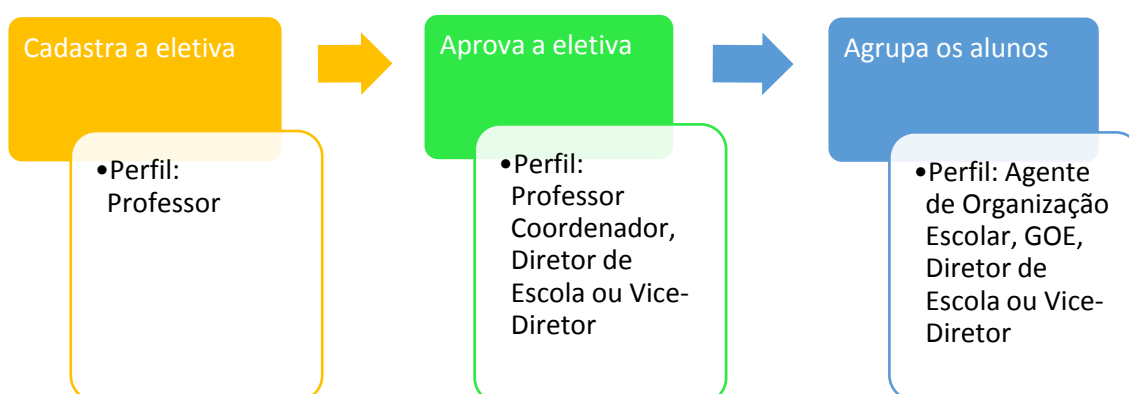 Cadastra a eletiva
•Perfil:
Professor
Aprova a eletiva
•Perfil:
Professor
Coordenador,
Diretor de
Escola ou Vice-
Diretor
Agrupa os alunos
•Perfil: Agente
de Organização
Escolar, GOE,
Diretor de
Escola ou Vice-
Diretor